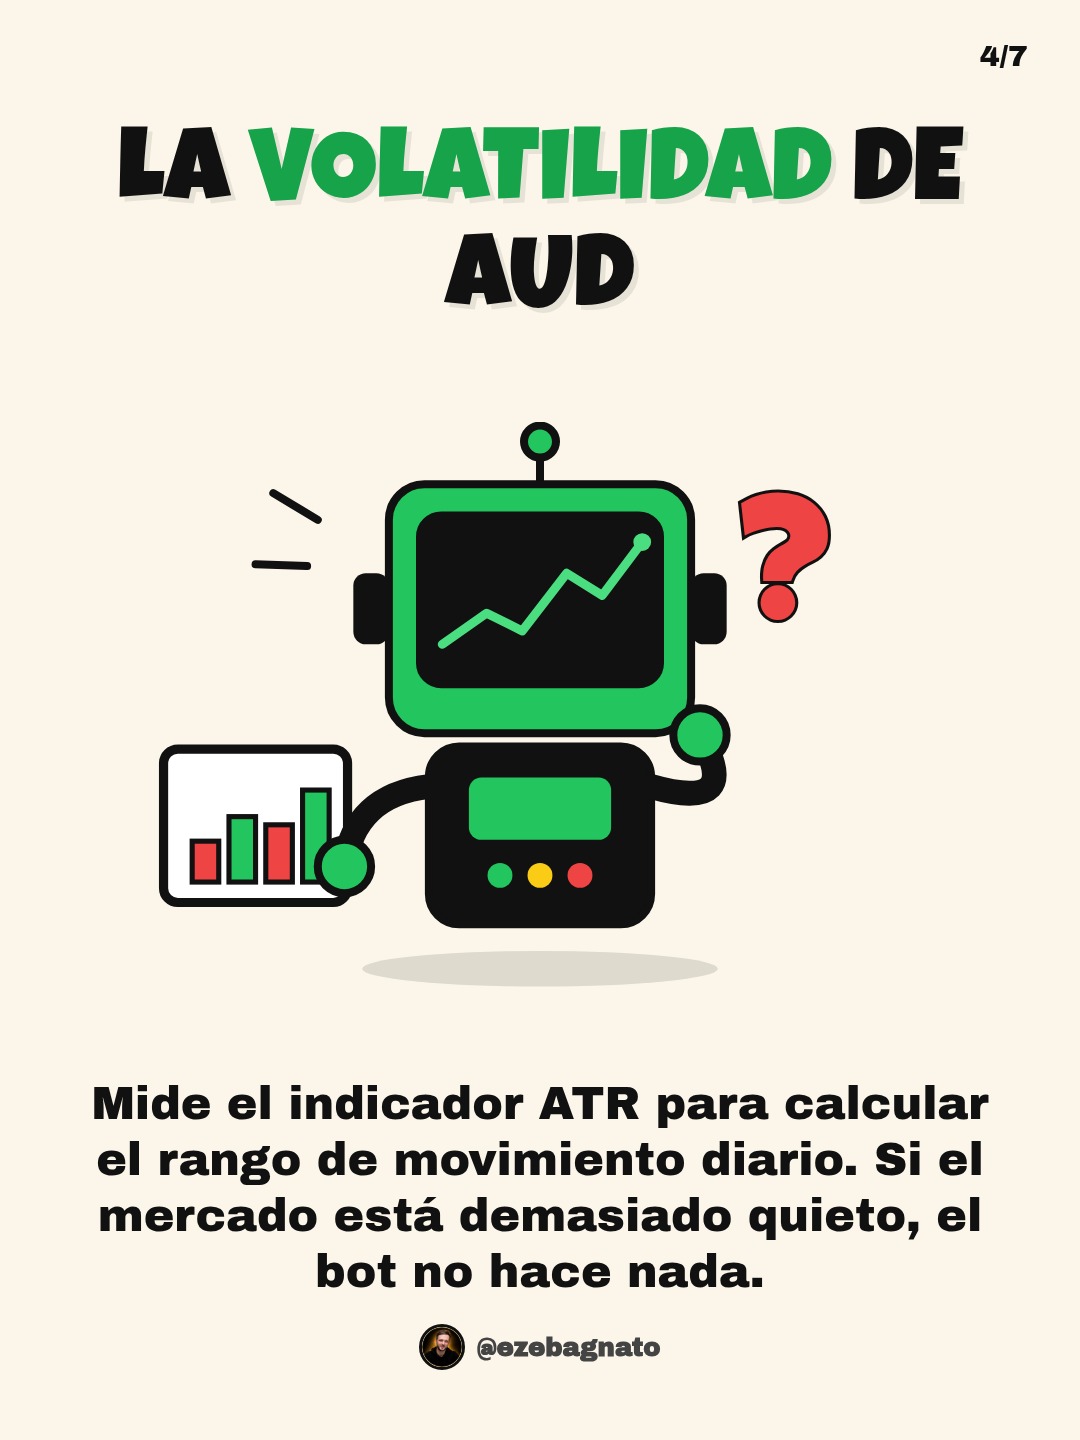 4/7
LA VOLATILIDAD DE
AUD
?
Mide el indicador ATR para calcular
el rango de movimiento diario. Si el
mercado está demasiado quieto, el
bot no hace nada.
@ezebagnato